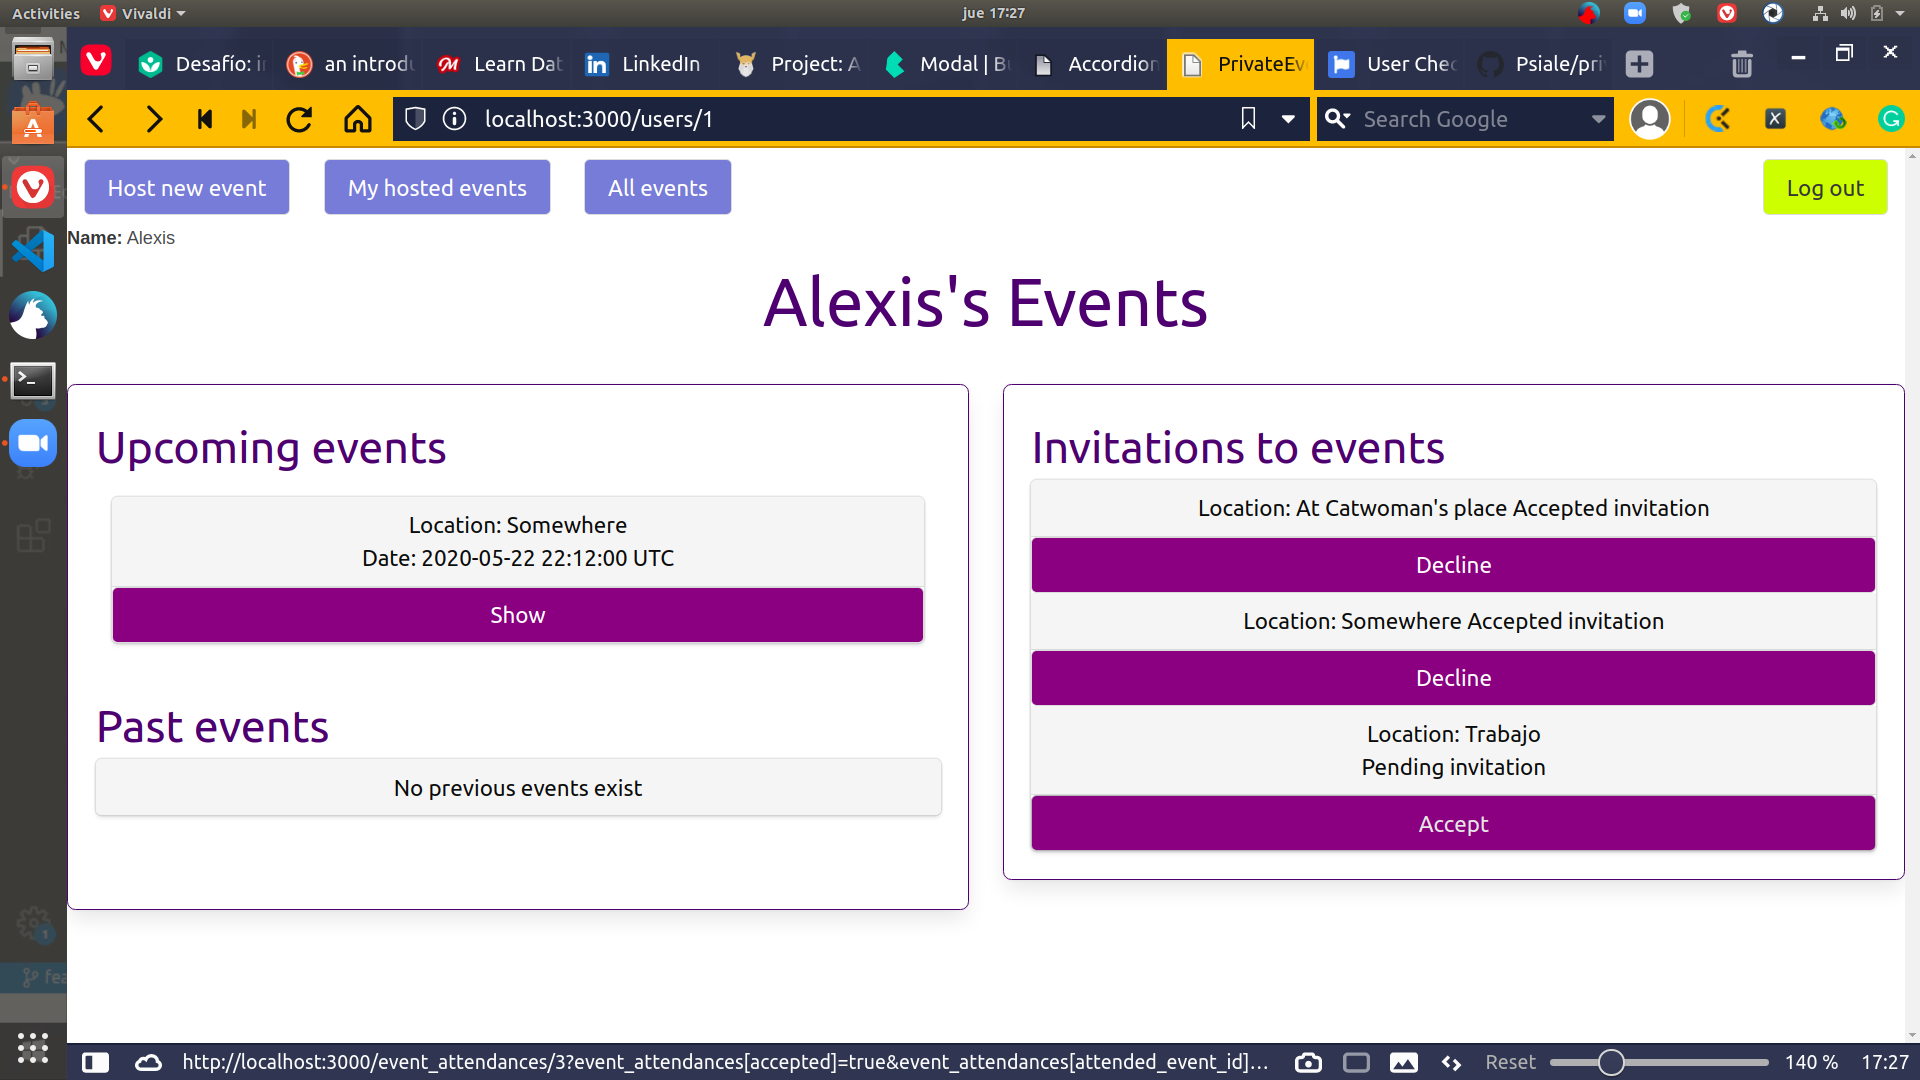 Activities
Vivaldi
jue 17:27
Desafío: i
an introdu
Learn Dat
LinkedIn
Project: A
Modal | Bu
Accordion
PrivateEve
User Chec
Psiale/pri
localhost:3000/users/1
Search Google
Host new event
My hosted events
All events
Log out
Name: Alexis
Alexis's Events
Upcoming events
Location: Somewhere
Date: 2020-05-22 22:12:00 UTC
Show
Past events
No previous events exist
Invitations to events
Location: At Catwoman's place Accepted invitation
Decline
Location: Somewhere Accepted invitation
Decline
Location: Trabajo
Pending invitation
Accept
fea
http://localhost:3000/event_attendances/3?event_attendances[accepted]=true&event_attendances[attended_event_id]...
Reset
140 %
17:27